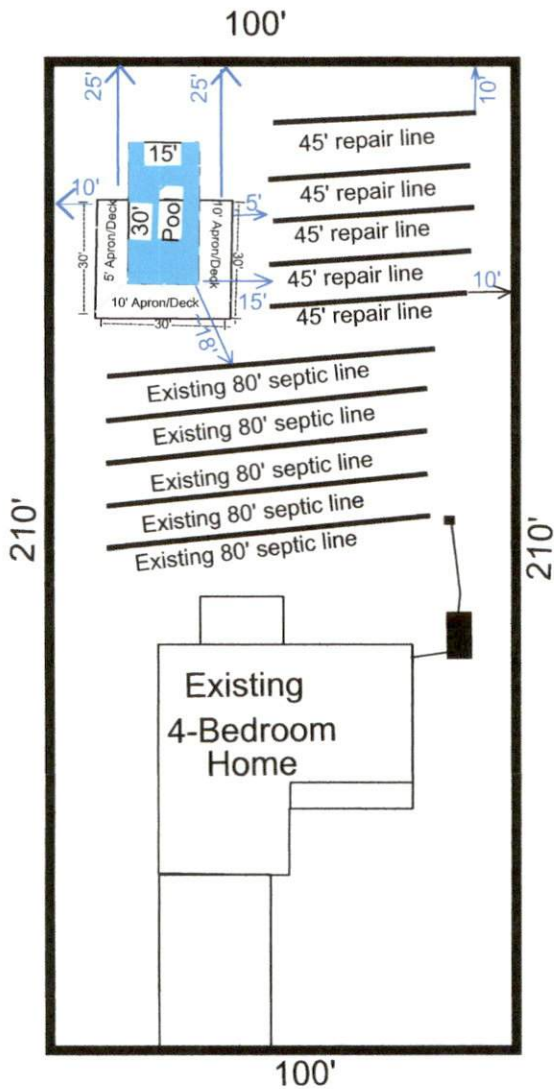 100'
25'
25'
10'
15'
45' repair line
10'
45' repair line
30'
5' Apron/Deck
30'
Pool
10' Apron/Deck
30'
5'
45' repair line
10' Apron/Deck
15'
45' repair line
10'
30'
18'
45' repair line
Existing 80' septic line
Existing 80' septic line
Existing 80' septic line
Existing 80' septic line
Existing 80' septic line
210'
210'
Existing
4-Bedroom
Home
100'